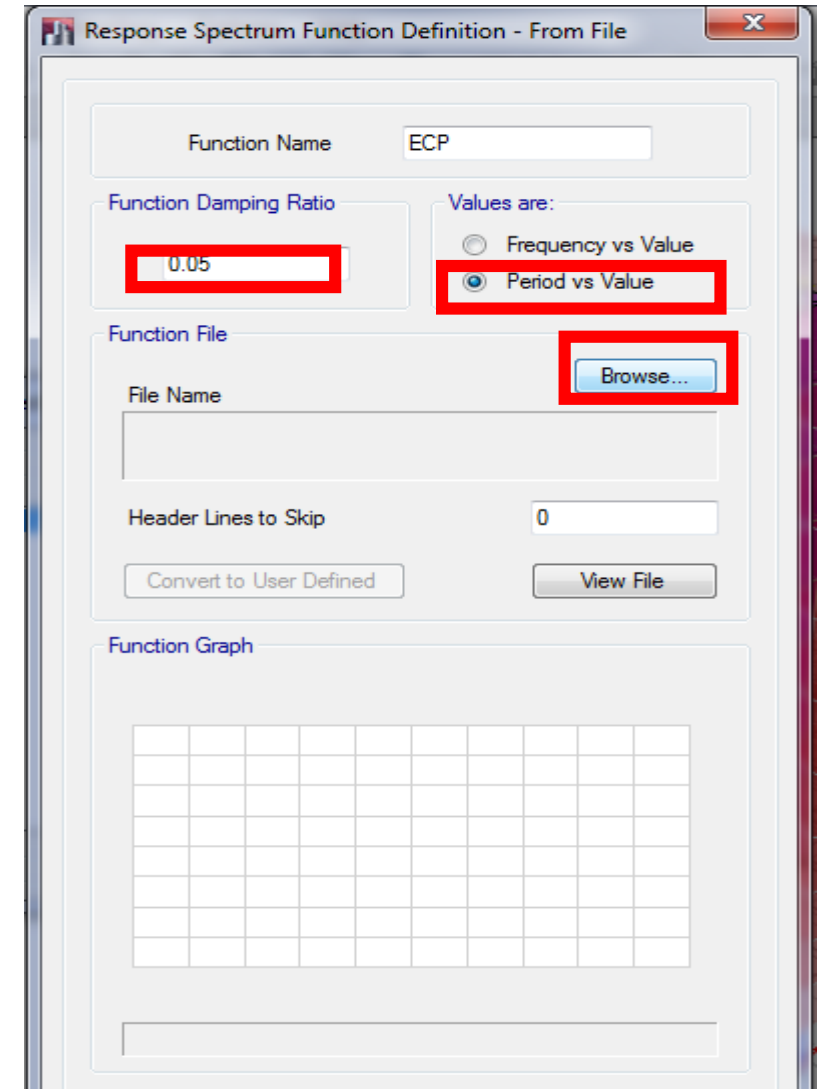 Response Spectrum Function Definition - From File
Function Name
ECP
Function Damping Ratio
0.05
Values are:
Frequency vs Value
Period vs Value
Function File
Browse...
File Name
Header Lines to Skip
0
Convert to User Defined
View File
Function Graph